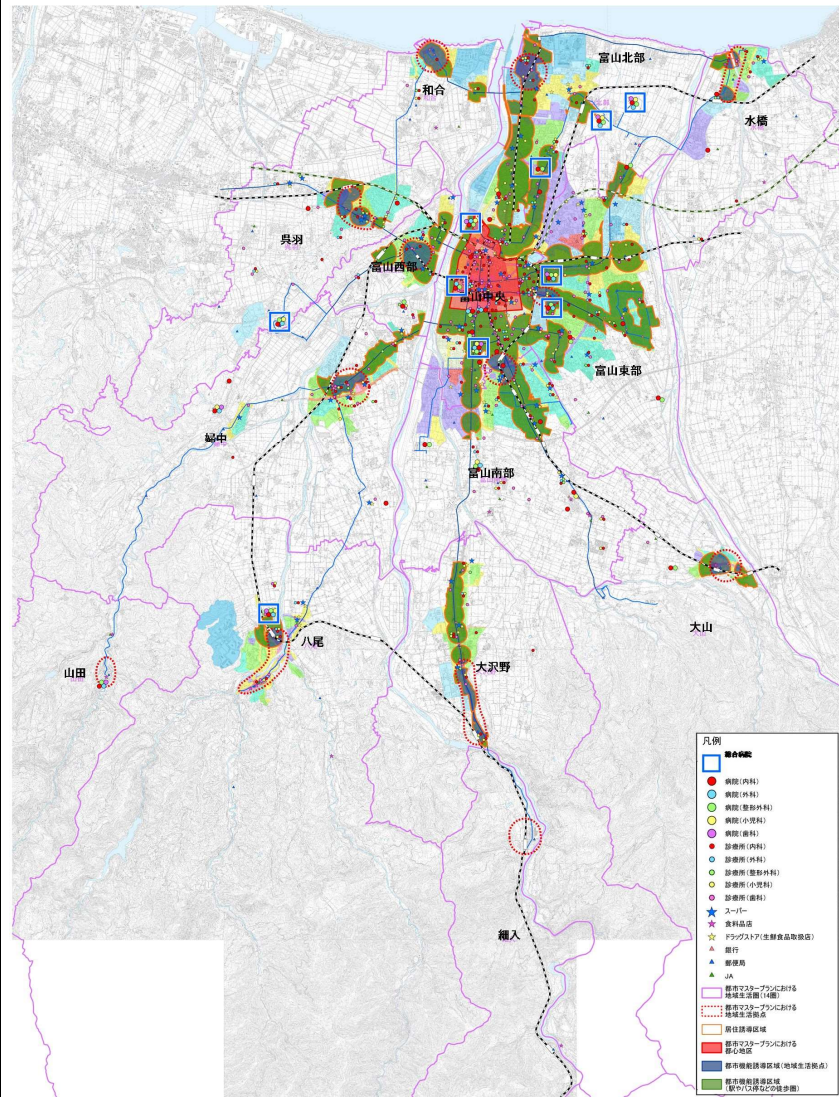 富山北部
和合
水橋
呉羽
富山西部
富山中央
富山東部
婦中
富山南部
大山
山田
八尾
大沢野
細入
凡例
総合病院
病院(内科)
病院(外科)
病院(整形外科)
病院(小児科)
病院(歯科)
診療所(内科)
診療所(外科)
診療所(整形外科)
診療所(小児科)
診療所(歯科)
スーパー
食料品店
ドラッグストア(生鮮食品取扱店)
銀行
郵便局
JA
都市マスタープランにおける
地域生活圏(14圏)
都市マスタープランにおける
地域生活拠点
居住誘導区域
都市マスタープランにおける
都心地区
都市機能誘導区域(地域生活拠点)
都市機能誘導区域
(駅やバス停などの徒歩圏)